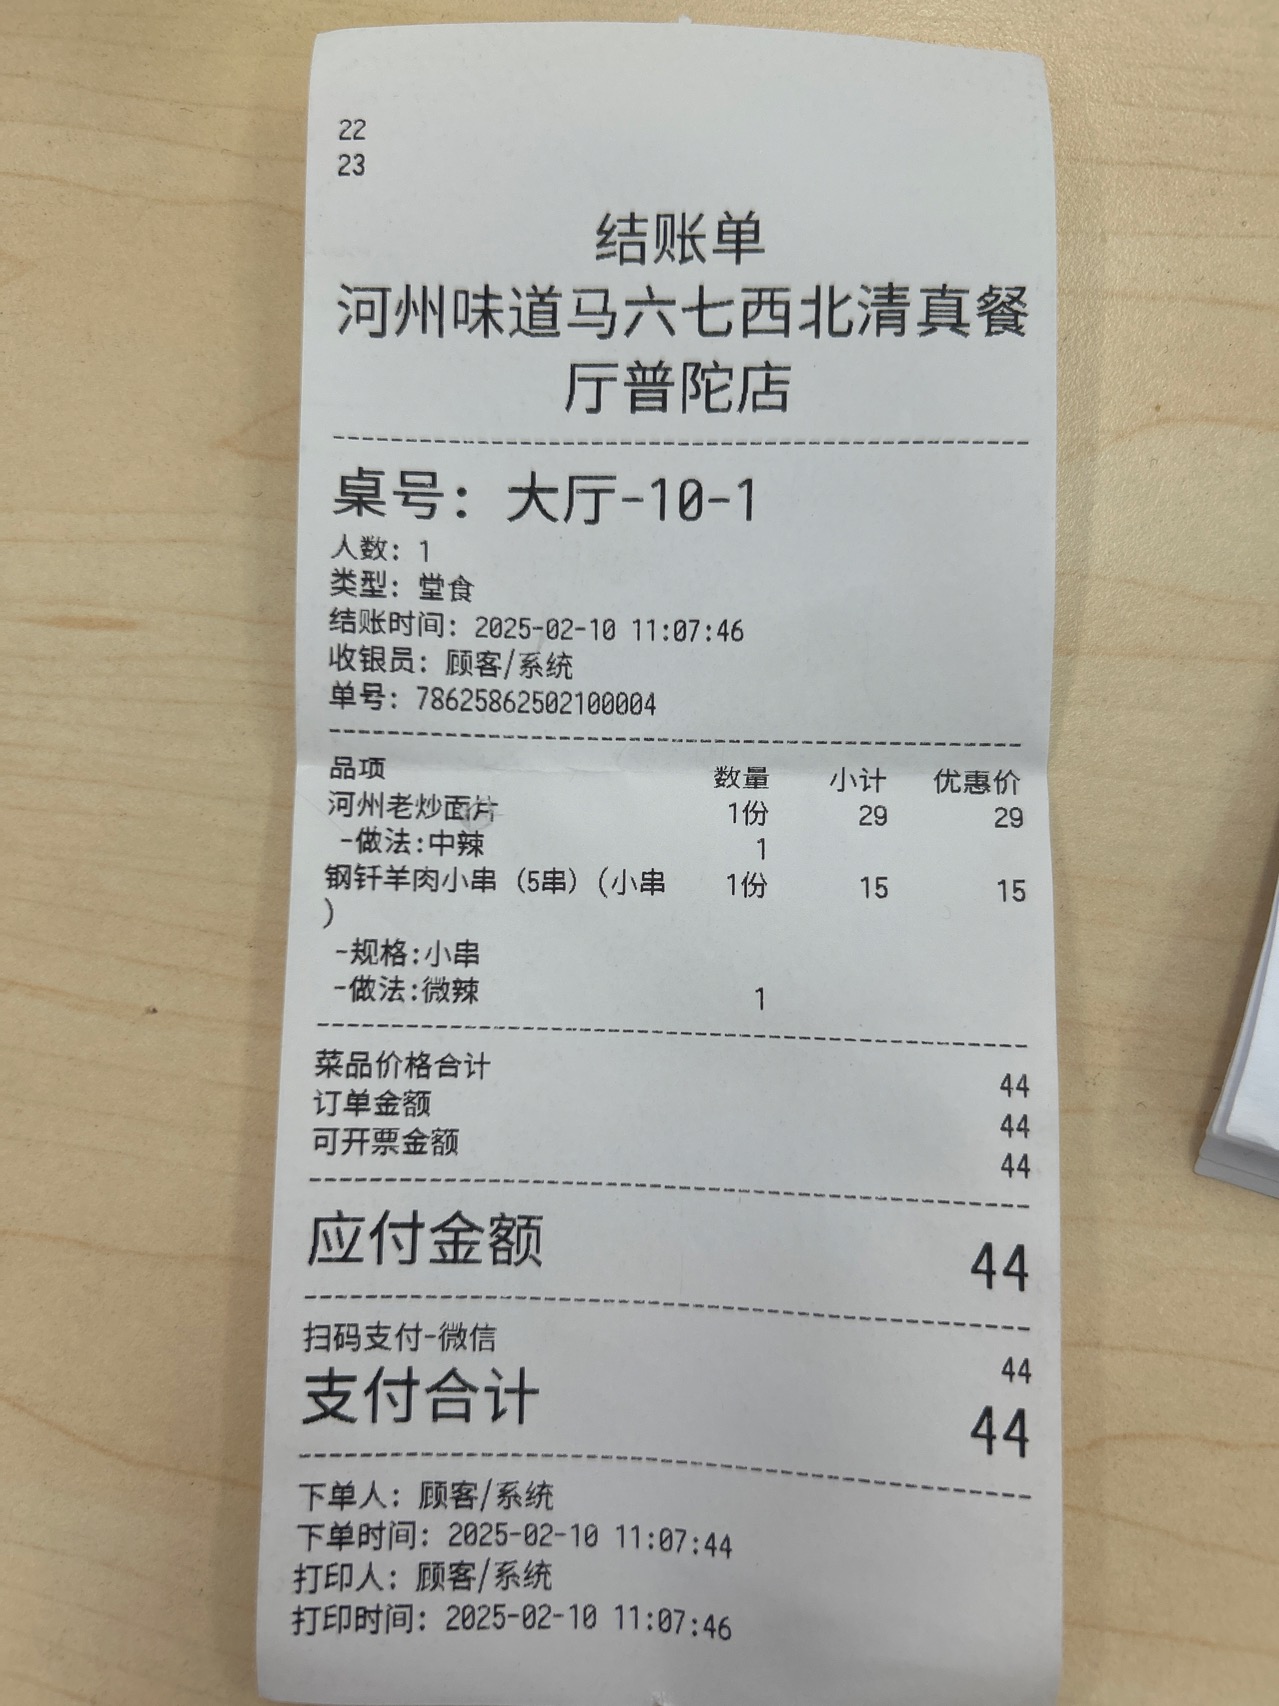 22
23
结账单
河州味道马六七西北清真餐
厅普陀店
桌号：大厅-10-1
人数：1
类型：堂食
结账时间：2025-02-10 11:07:46
收银员：顾客/系统
单号：78625862502100004
品项 数量 小计 优惠价
河州老炒面片 1份 29 29
-做法:中辣 1
钢钎羊肉小串（5串）(小串 1份 15 15
)
-规格:小串
-做法:微辣 1
菜品价格合计 44
订单金额 44
可开票金额 44
应付金额 44
扫码支付-微信 44
支付合计 44
下单人：顾客/系统
下单时间：2025-02-10 11:07:44
打印人：顾客/系统
打印时间：2025-02-10 11:07:46